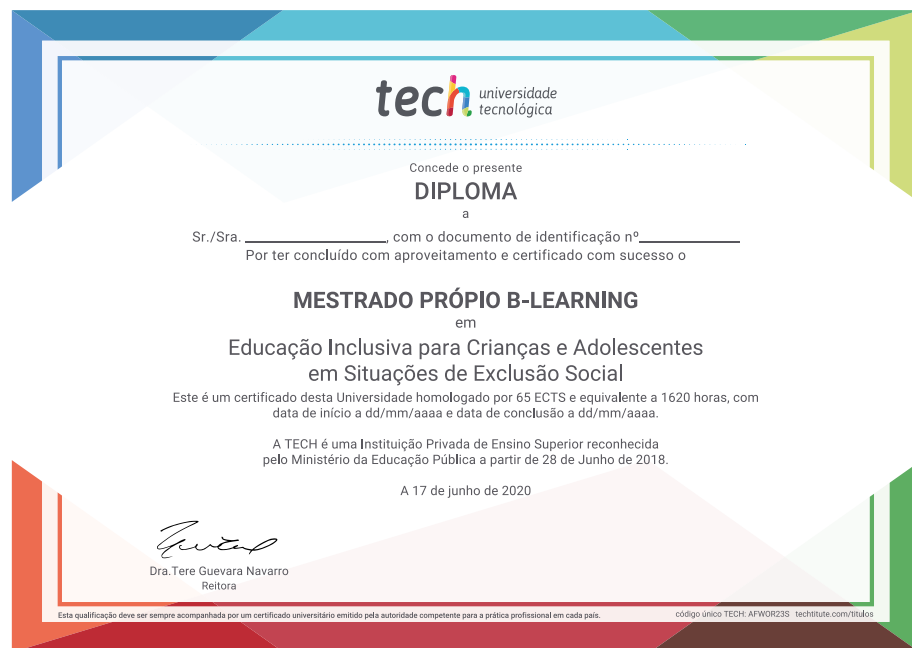 tech universidade
tecnológica
Concede o presente
DIPLOMA
a
Sr./Sra. ________________, com o documento de identificação nº____________
Por ter concluído com aproveitamento e certificado com sucesso o
MESTRADO PRÓPIO B-LEARNING
em
Educação Inclusiva para Crianças e Adolescentes
em Situações de Exclusão Social
Este é um certificado desta Universidade homologado por 65 ECTS e equivalente a 1620 horas, com
data de início a dd/mm/aaaa e data de conclusão a dd/mm/aaaa.
A TECH é uma Instituição Privada de Ensino Superior reconhecida
pelo Ministério da Educação Pública a partir de 28 de Junho de 2018.
A 17 de junho de 2020
Dra.Tere Guevara Navarro
Reitora
Esta qualificação deve ser sempre acompanhada por um certificado universitário emitido pela autoridade competente para a prática profissional em cada país.
código único TECH: AFWOR23S techtitute.com/titulos